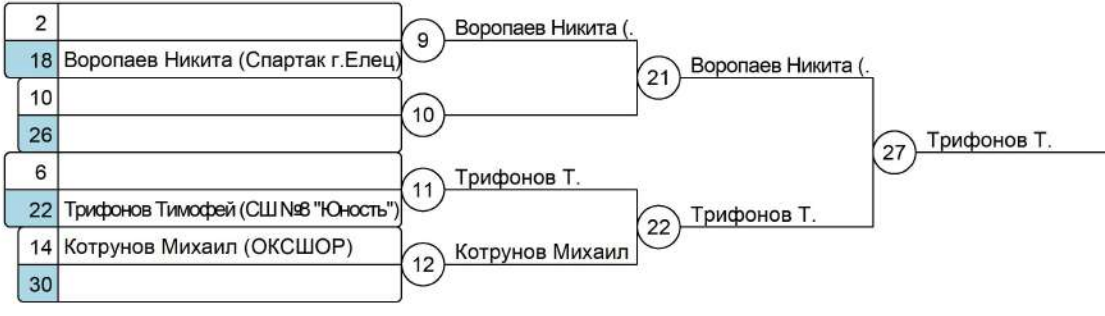 2
9
Воропаев Никита (.
18 Воропаев Никита (Спартак г.Елец)
21
Воропаев Никита (.
10
10
26
27
Трифонов Т.
6
11
Трифонов Т.
22 Трифонов Тимофей (СШ №8 "Юность")
22
Трифонов Т.
14 Котрунов Михаил (ОКСШОР)
12
Котрунов Михаил
30